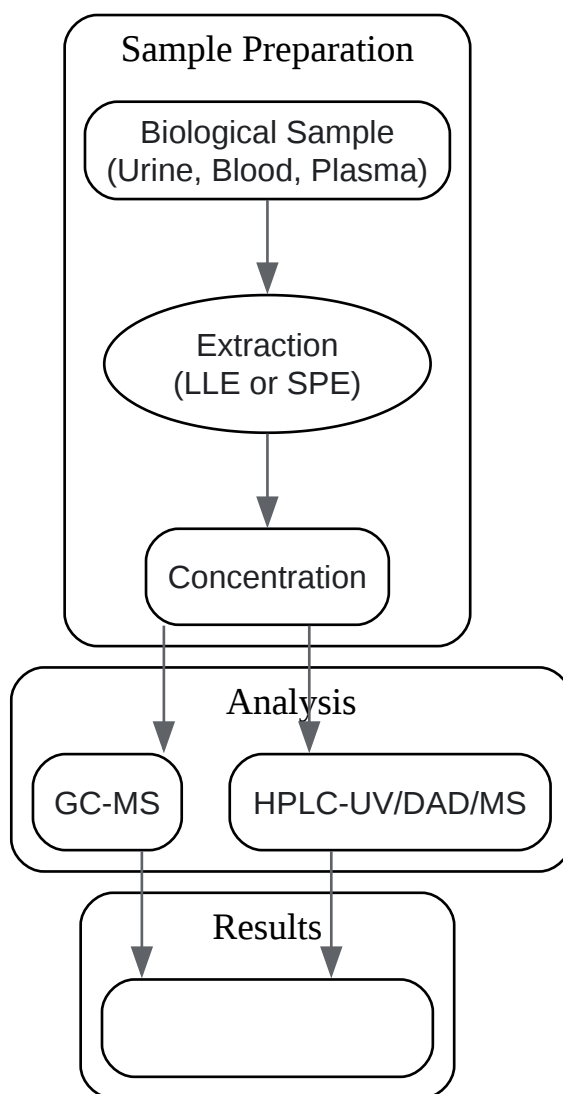 Sample Preparation
Biological Sample
(Urine, Blood, Plasma)
Extraction
(LLE or SPE)
Concentration
Analysis
GC-MS
HPLC-UV/DAD/MS
Results